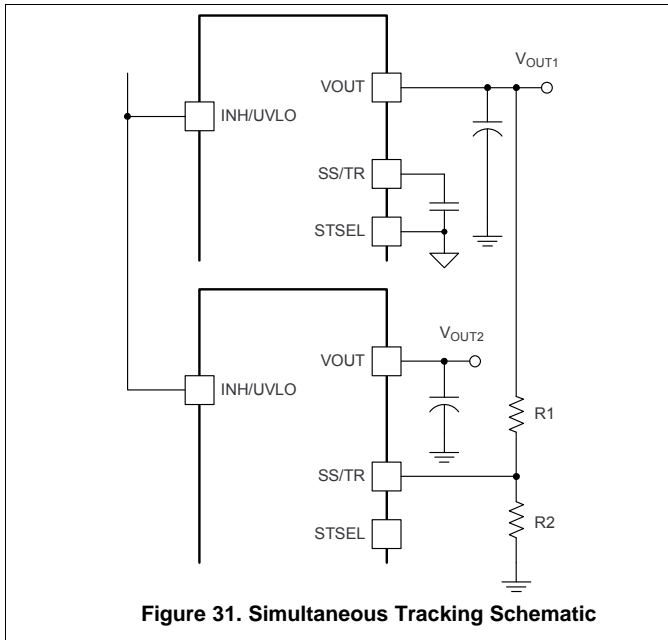 VOUT
VOUT1
INH/UVLO
SS/TR
STSEL
VOUT
VOUT2
INH/UVLO
R1
SS/TR
R2
STSEL
Figure 31. Simultaneous Tracking Schematic